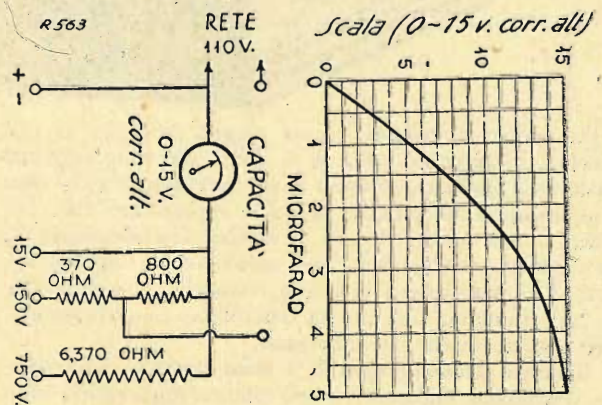 R563
RETE
110 V.
Scala (0~15 v. corr. alt)
0
5
10
15
+
-
0-15 V.
corr. alt.
CAPACITÀ
MICROFARAD
0
1
2
3
4
5
15V
370
OHM
800
OHM
150V
6,370 OHM
750V.